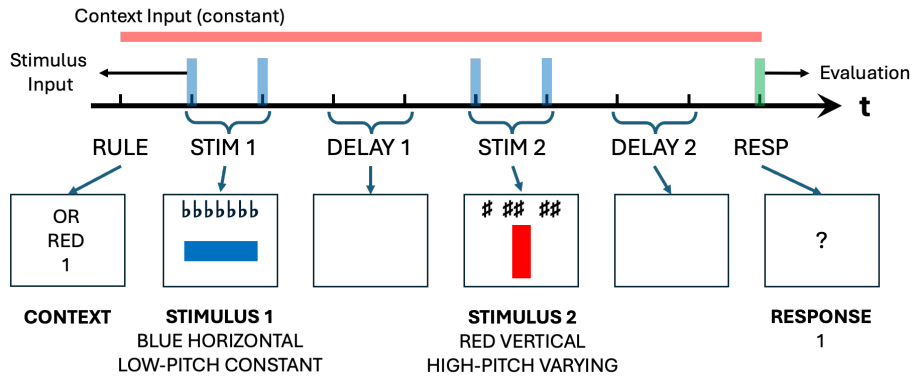 Context Input (constant)
Stimulus
Input
Evaluation
t
RULE
STIM 1
DELAY 1
STIM 2
DELAY 2
RESP
OR
RED
1
♭♭♭♭♭♭♭
♯ ♯♯ ♯♯
?
CONTEXT
STIMULUS 1
BLUE HORIZONTAL
LOW-PITCH CONSTANT
STIMULUS 2
RED VERTICAL
HIGH-PITCH VARYING
RESPONSE
1